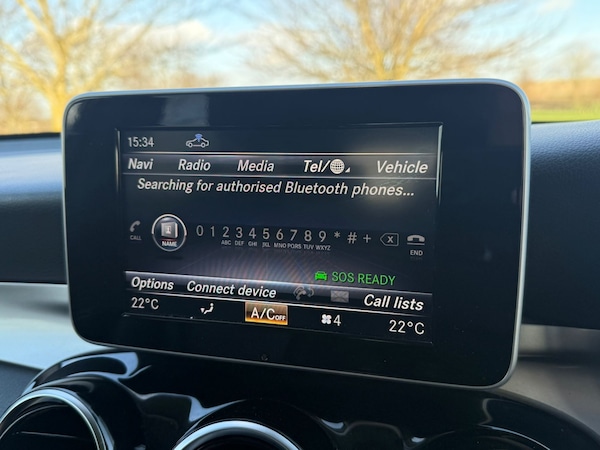 15:34
Navi Radio Media Tel/ Vehicle
Searching for authorised Bluetooth phones...
0 1 2 3 4 5 6 7 8 9 * # +
ABC DEF GHI JKL MNO PQRS TUV WXYZ
CALL NAME END
SOS READY
Options Connect device Call lists
22°C A/C OFF 4 22°C